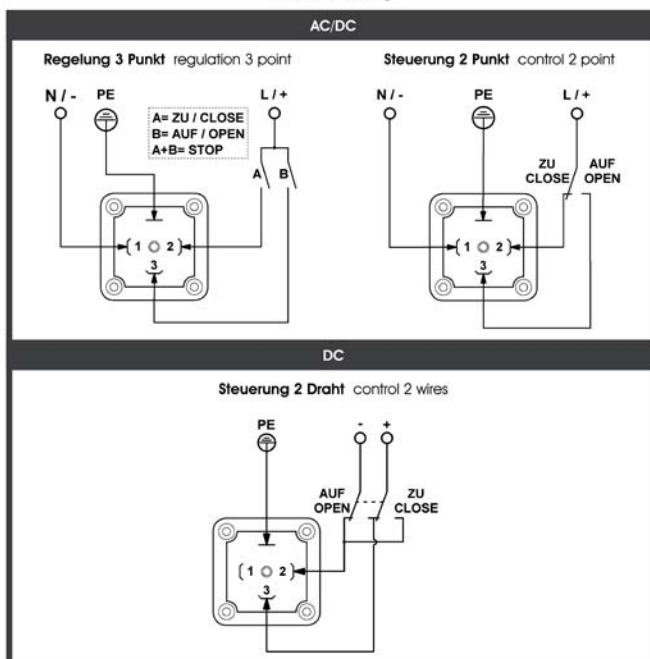 AC/DC
Regelung 3 Punkt regulation 3 point
N / - PE L / +
A= ZU / CLOSE
B= AUF / OPEN
A+B= STOP
A B
1 2
3
Steuerung 2 Punkt control 2 point
N / - PE L / +
ZU AUF
CLOSE OPEN
1 2
3
DC
Steuerung 2 Draht control 2 wires
PE - +
AUF ZU
OPEN CLOSE
1 2
3